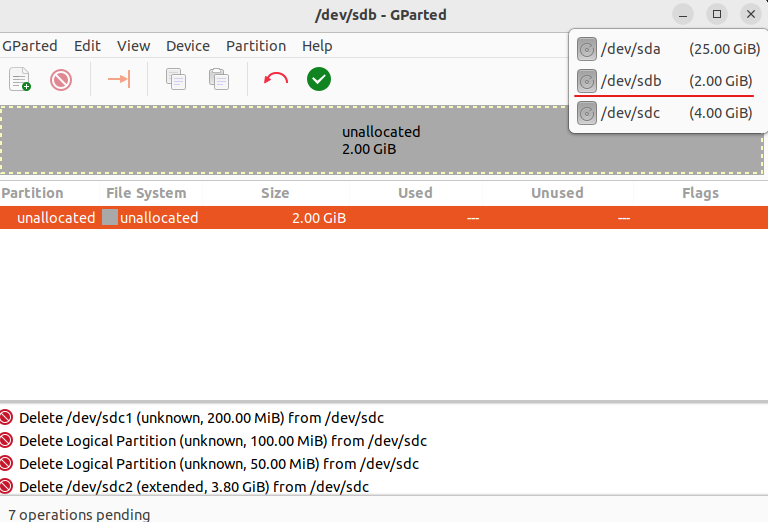 /dev/sdb - GParted
GParted Edit View Device Partition Help
/dev/sda (25.00 GiB)
/dev/sdb (2.00 GiB)
/dev/sdc (4.00 GiB)
unallocated
2.00 GiB
Partition File System Size Used Unused Flags
unallocated unallocated 2.00 GiB --- ---
Delete /dev/sdc1 (unknown, 200.00 MiB) from /dev/sdc
Delete Logical Partition (unknown, 100.00 MiB) from /dev/sdc
Delete Logical Partition (unknown, 50.00 MiB) from /dev/sdc
Delete /dev/sdc2 (extended, 3.80 GiB) from /dev/sdc
7 operations pending